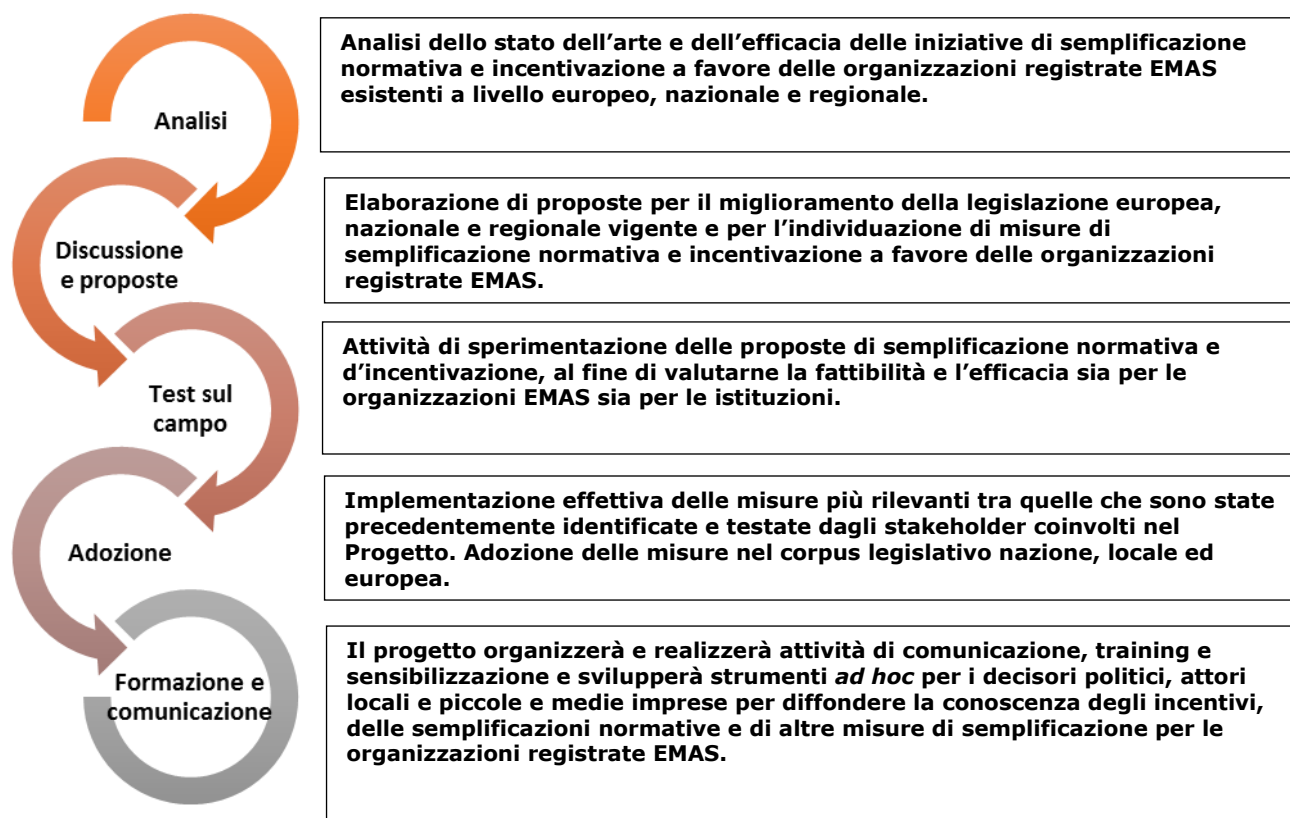 Analisi
Analisi dello stato dell’arte e dell’efficacia delle iniziative di semplificazione
normativa e incentivazione a favore delle organizzazioni registrate EMAS
esistenti a livello europeo, nazionale e regionale.
Discussione
e proposte
Elaborazione di proposte per il miglioramento della legislazione europea,
nazionale e regionale vigente e per l’individuazione di misure di
semplificazione normativa e incentivazione a favore delle organizzazioni
registrate EMAS.
Test sul
campo
Attività di sperimentazione delle proposte di semplificazione normativa e
d’incentivazione, al fine di valutarne la fattibilità e l’efficacia sia per le
organizzazioni EMAS sia per le istituzioni.
Adozione
Implementazione effettiva delle misure più rilevanti tra quelle che sono state
precedentemente identificate e testate dagli stakeholder coinvolti nel
Progetto. Adozione delle misure nel corpus legislativo nazione, locale ed
europea.
Formazione e
comunicazione
Il progetto organizzerà e realizzerà attività di comunicazione, training e
sensibilizzazione e svilupperà strumenti ad hoc per i decisori politici, attori
locali e piccole e medie imprese per diffondere la conoscenza degli incentivi,
delle semplificazioni normative e di altre misure di semplificazione per le
organizzazioni registrate EMAS.